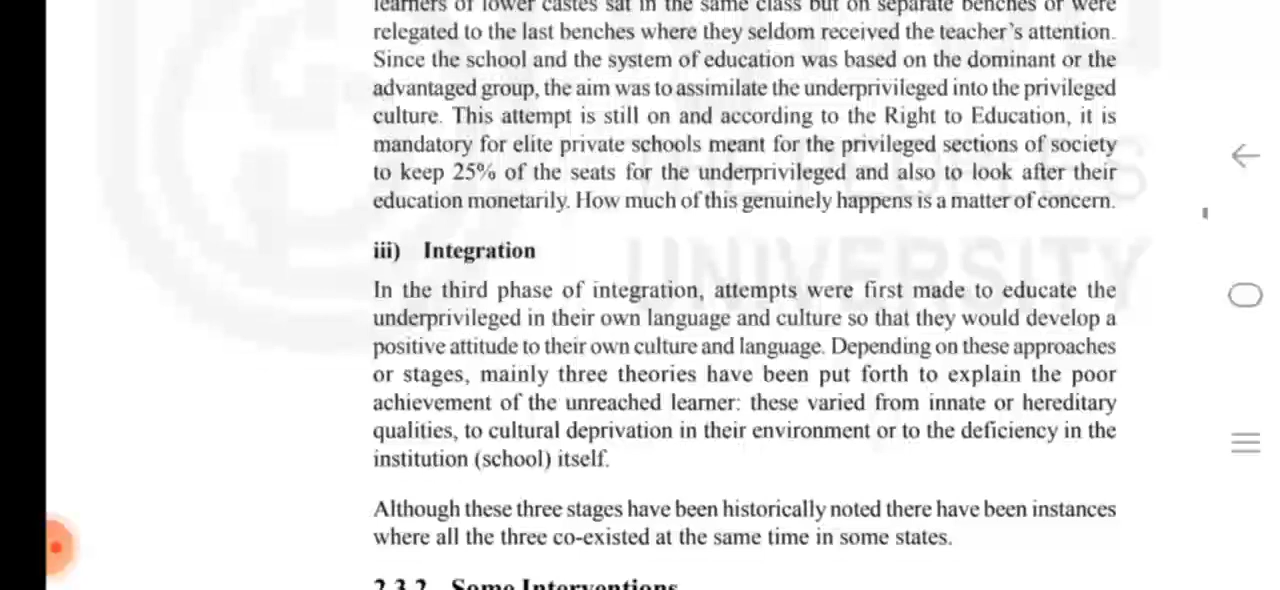 learners of lower castes sat in the same class but on separate benches or were
relegated to the last benches where they seldom received the teacher's attention.
Since the school and the system of education was based on the dominant or the
advantaged group, the aim was to assimilate the underprivileged into the privileged
culture. This attempt is still on and according to the Right to Education, it is
mandatory for elite private schools meant for the privileged sections of society
to keep 25% of the seats for the underprivileged and also to look after their
education monetarily. How much of this genuinely happens is a matter of concern.
iii) Integration
In the third phase of integration, attempts were first made to educate the
underprivileged in their own language and culture so that they would develop a
positive attitude to their own culture and language. Depending on these approaches
or stages, mainly three theories have been put forth to explain the poor
achievement of the unreached learner: these varied from innate or hereditary
qualities, to cultural deprivation in their environment or to the deficiency in the
institution (school) itself.
Although these three stages have been historically noted there have been instances
where all the three co-existed at the same time in some states.
2.3.2 Some Interventions
UNIVERSITY